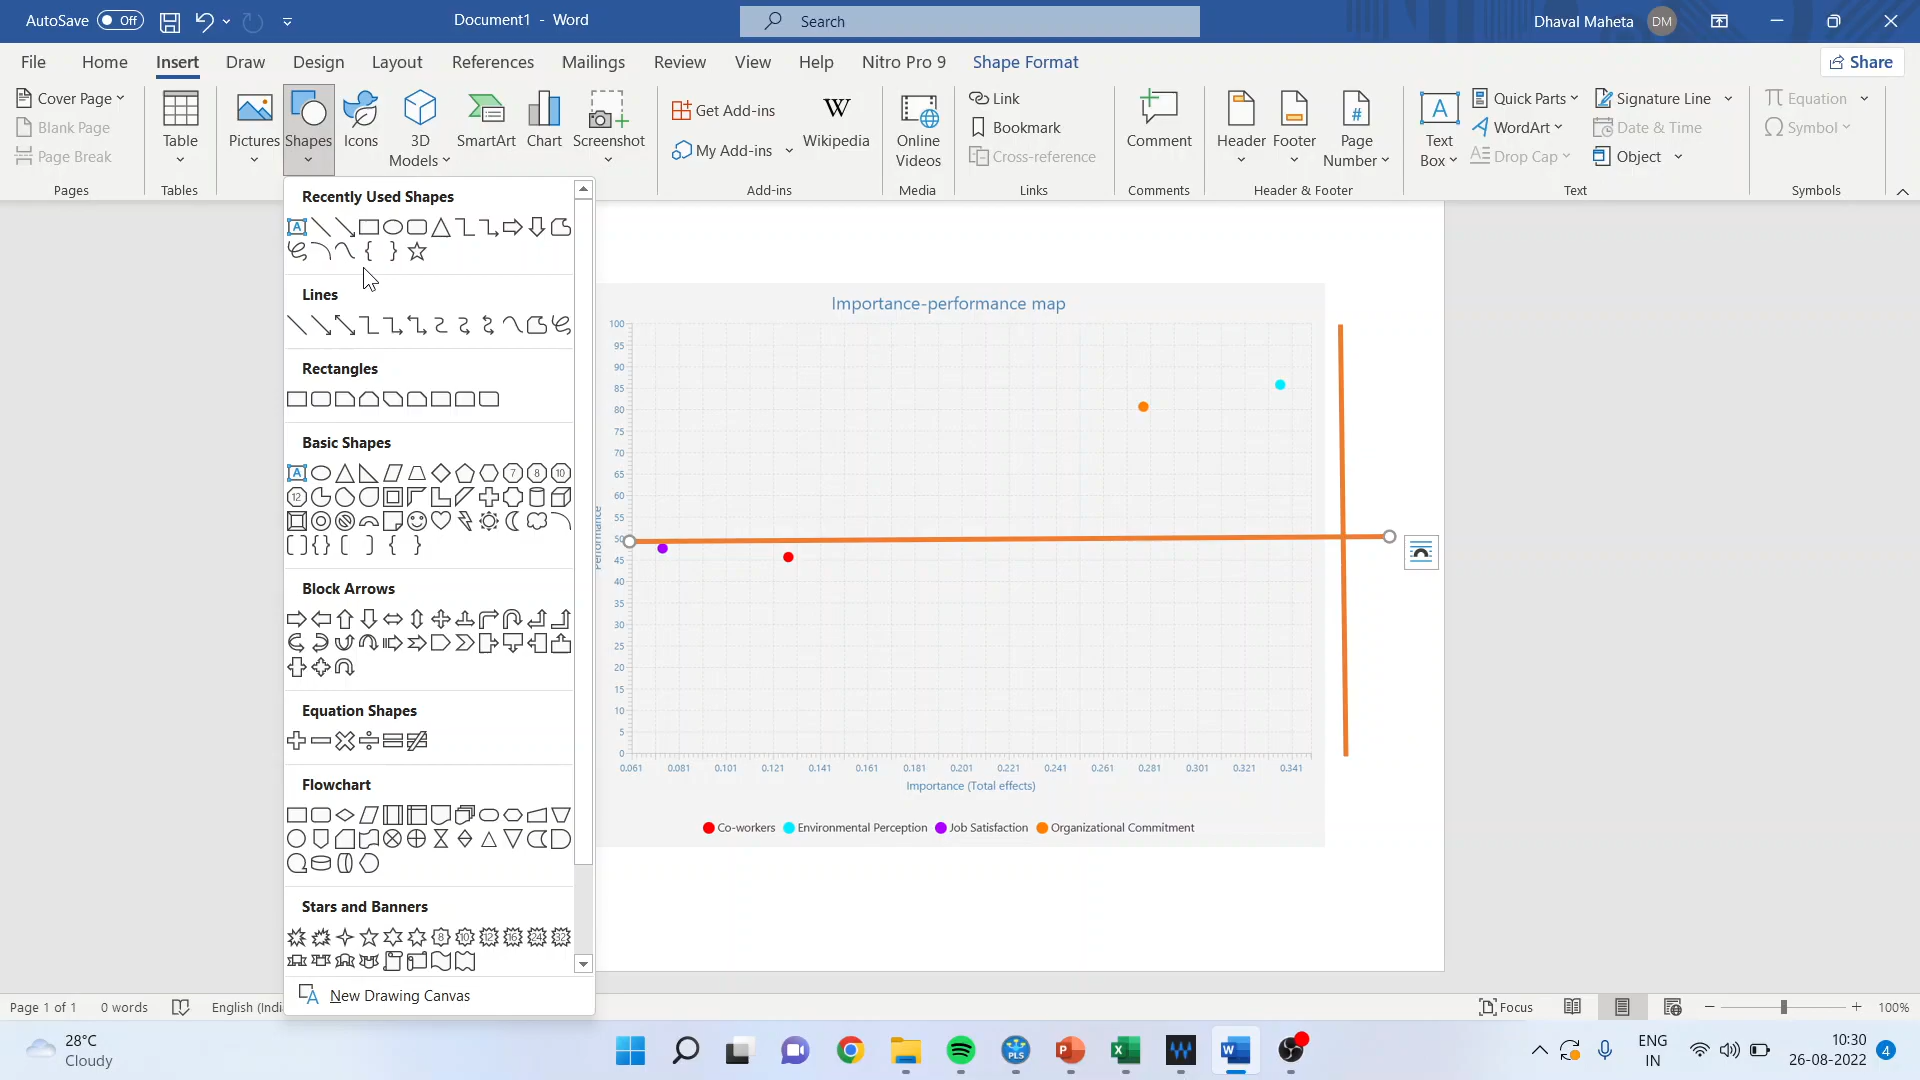 AutoSave Off
Document1 - Word
Search
Dhaval Maheta DM
File Home Insert Draw Design Layout References Mailings Review View Help Nitro Pro 9 Shape Format Share
Cover Page
Blank Page
Page Break
Pages
Table
Tables
Pictures
Shapes
Icons
3D Models
SmartArt
Chart
Screenshot
Get Add-ins
My Add-ins
Wikipedia
Add-ins
Online Videos
Media
Link
Bookmark
Cross-reference
Links
Comment
Comments
Header
Footer
Page Number
Header & Footer
Text Box
Quick Parts
WordArt
Drop Cap
Signature Line
Date & Time
Object
Text
Equation
Symbol
Symbols
Recently Used Shapes
Lines
Rectangles
Basic Shapes
Block Arrows
Equation Shapes
Flowchart
Stars and Banners
New Drawing Canvas
Importance-performance map
100
95
90
85
80
75
70
65
60
55
50
45
40
35
30
25
20
15
10
5
0
Performance
0.061 0.081 0.101 0.121 0.141 0.161 0.181 0.201 0.221 0.241 0.261 0.281 0.301 0.321 0.341
Importance (Total effects)
Co-workers Environmental Perception Job Satisfaction Organizational Commitment
Page 1 of 1 0 words English (Indi
Focus
100%
28°C
Cloudy
ENG
IN
10:30
26-08-2022
4